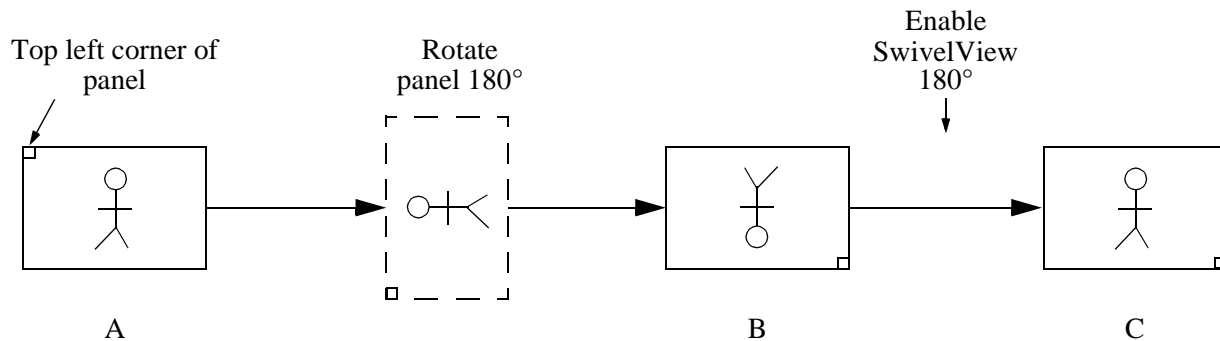 Top left corner of
panel
Rotate
panel 180°
Enable
SwivelView
180°
A
B
C